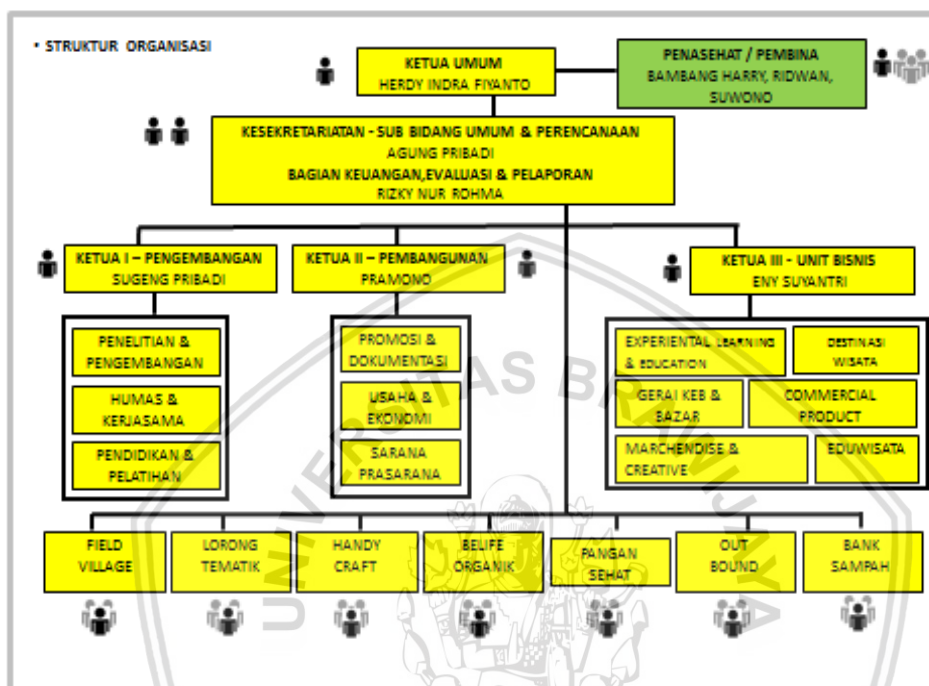 • STRUKTUR ORGANISASI
KETUA UMUM
HERDY INDRA FIYANTO
PENASEHAT / PEMBINA
BAMBANG HARRY, RIDWAN,
SUWONO
KESEKRETARIATAN - SUB BIDANG UMUM & PERENCANAAN
AGUNG PRIBADI
BAGIAN KEUANGAN,EVALUASI & PELAPORAN
RIZKY NUR ROHMA
KETUA I – PENGEMBANGAN
SUGENG PRIBADI
KETUA II – PEMBANGUNAN
PRAMONO
KETUA III - UNIT BISNIS
ENY SUYANTRI
PENELITIAN &
PENGEMBANGAN
HUMAS &
KERJASAMA
PENDIDIKAN &
PELATIHAN
PROMOSI &
DOKUMENTASI
USAHA &
EKONOMI
SARANA
PRASARANA
EXPERIENTAL LEARNING
& EDUCATION
DESTINASI
WISATA
GERAI KEB &
BAZAR
COMMERCIAL
PRODUCT
MARCHENDISE &
CREATIVE
EDUWISATA
FIELD
VILLAGE
LORONG
TEMATIK
HANDY
CRAFT
BELIFE
ORGANIK
PANGAN
SEHAT
OUT
BOUND
BANK
SAMPAH
UNIVERSITAS BRAWIJAYA